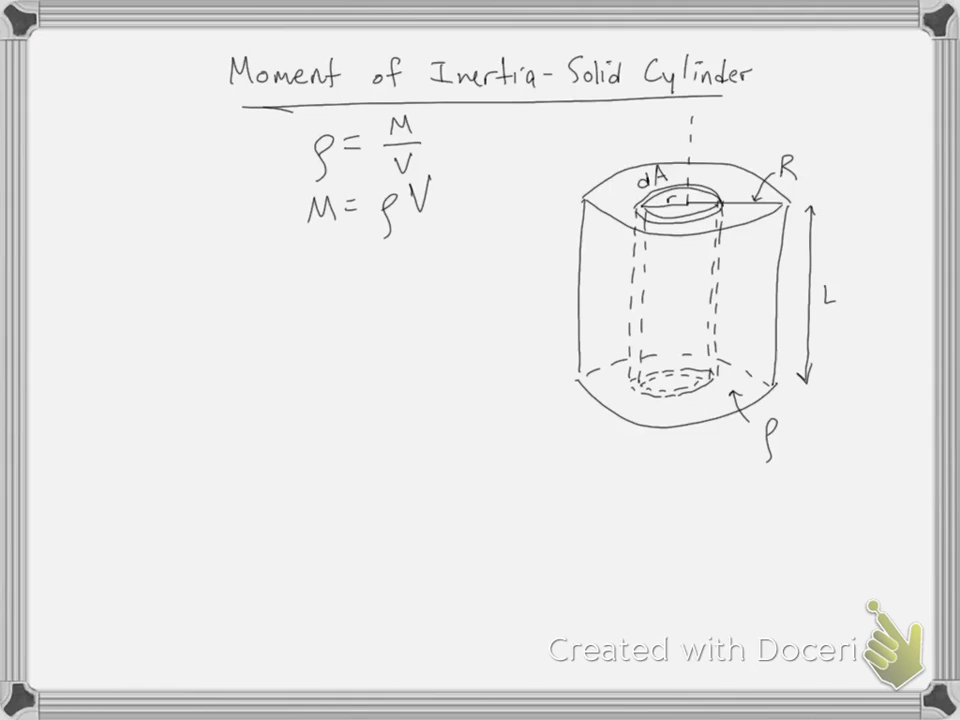 Moment of Inertia - Solid Cylinder
ρ = M/V
M = ρV
dA
R
r
L
ρ
Created with Doceri